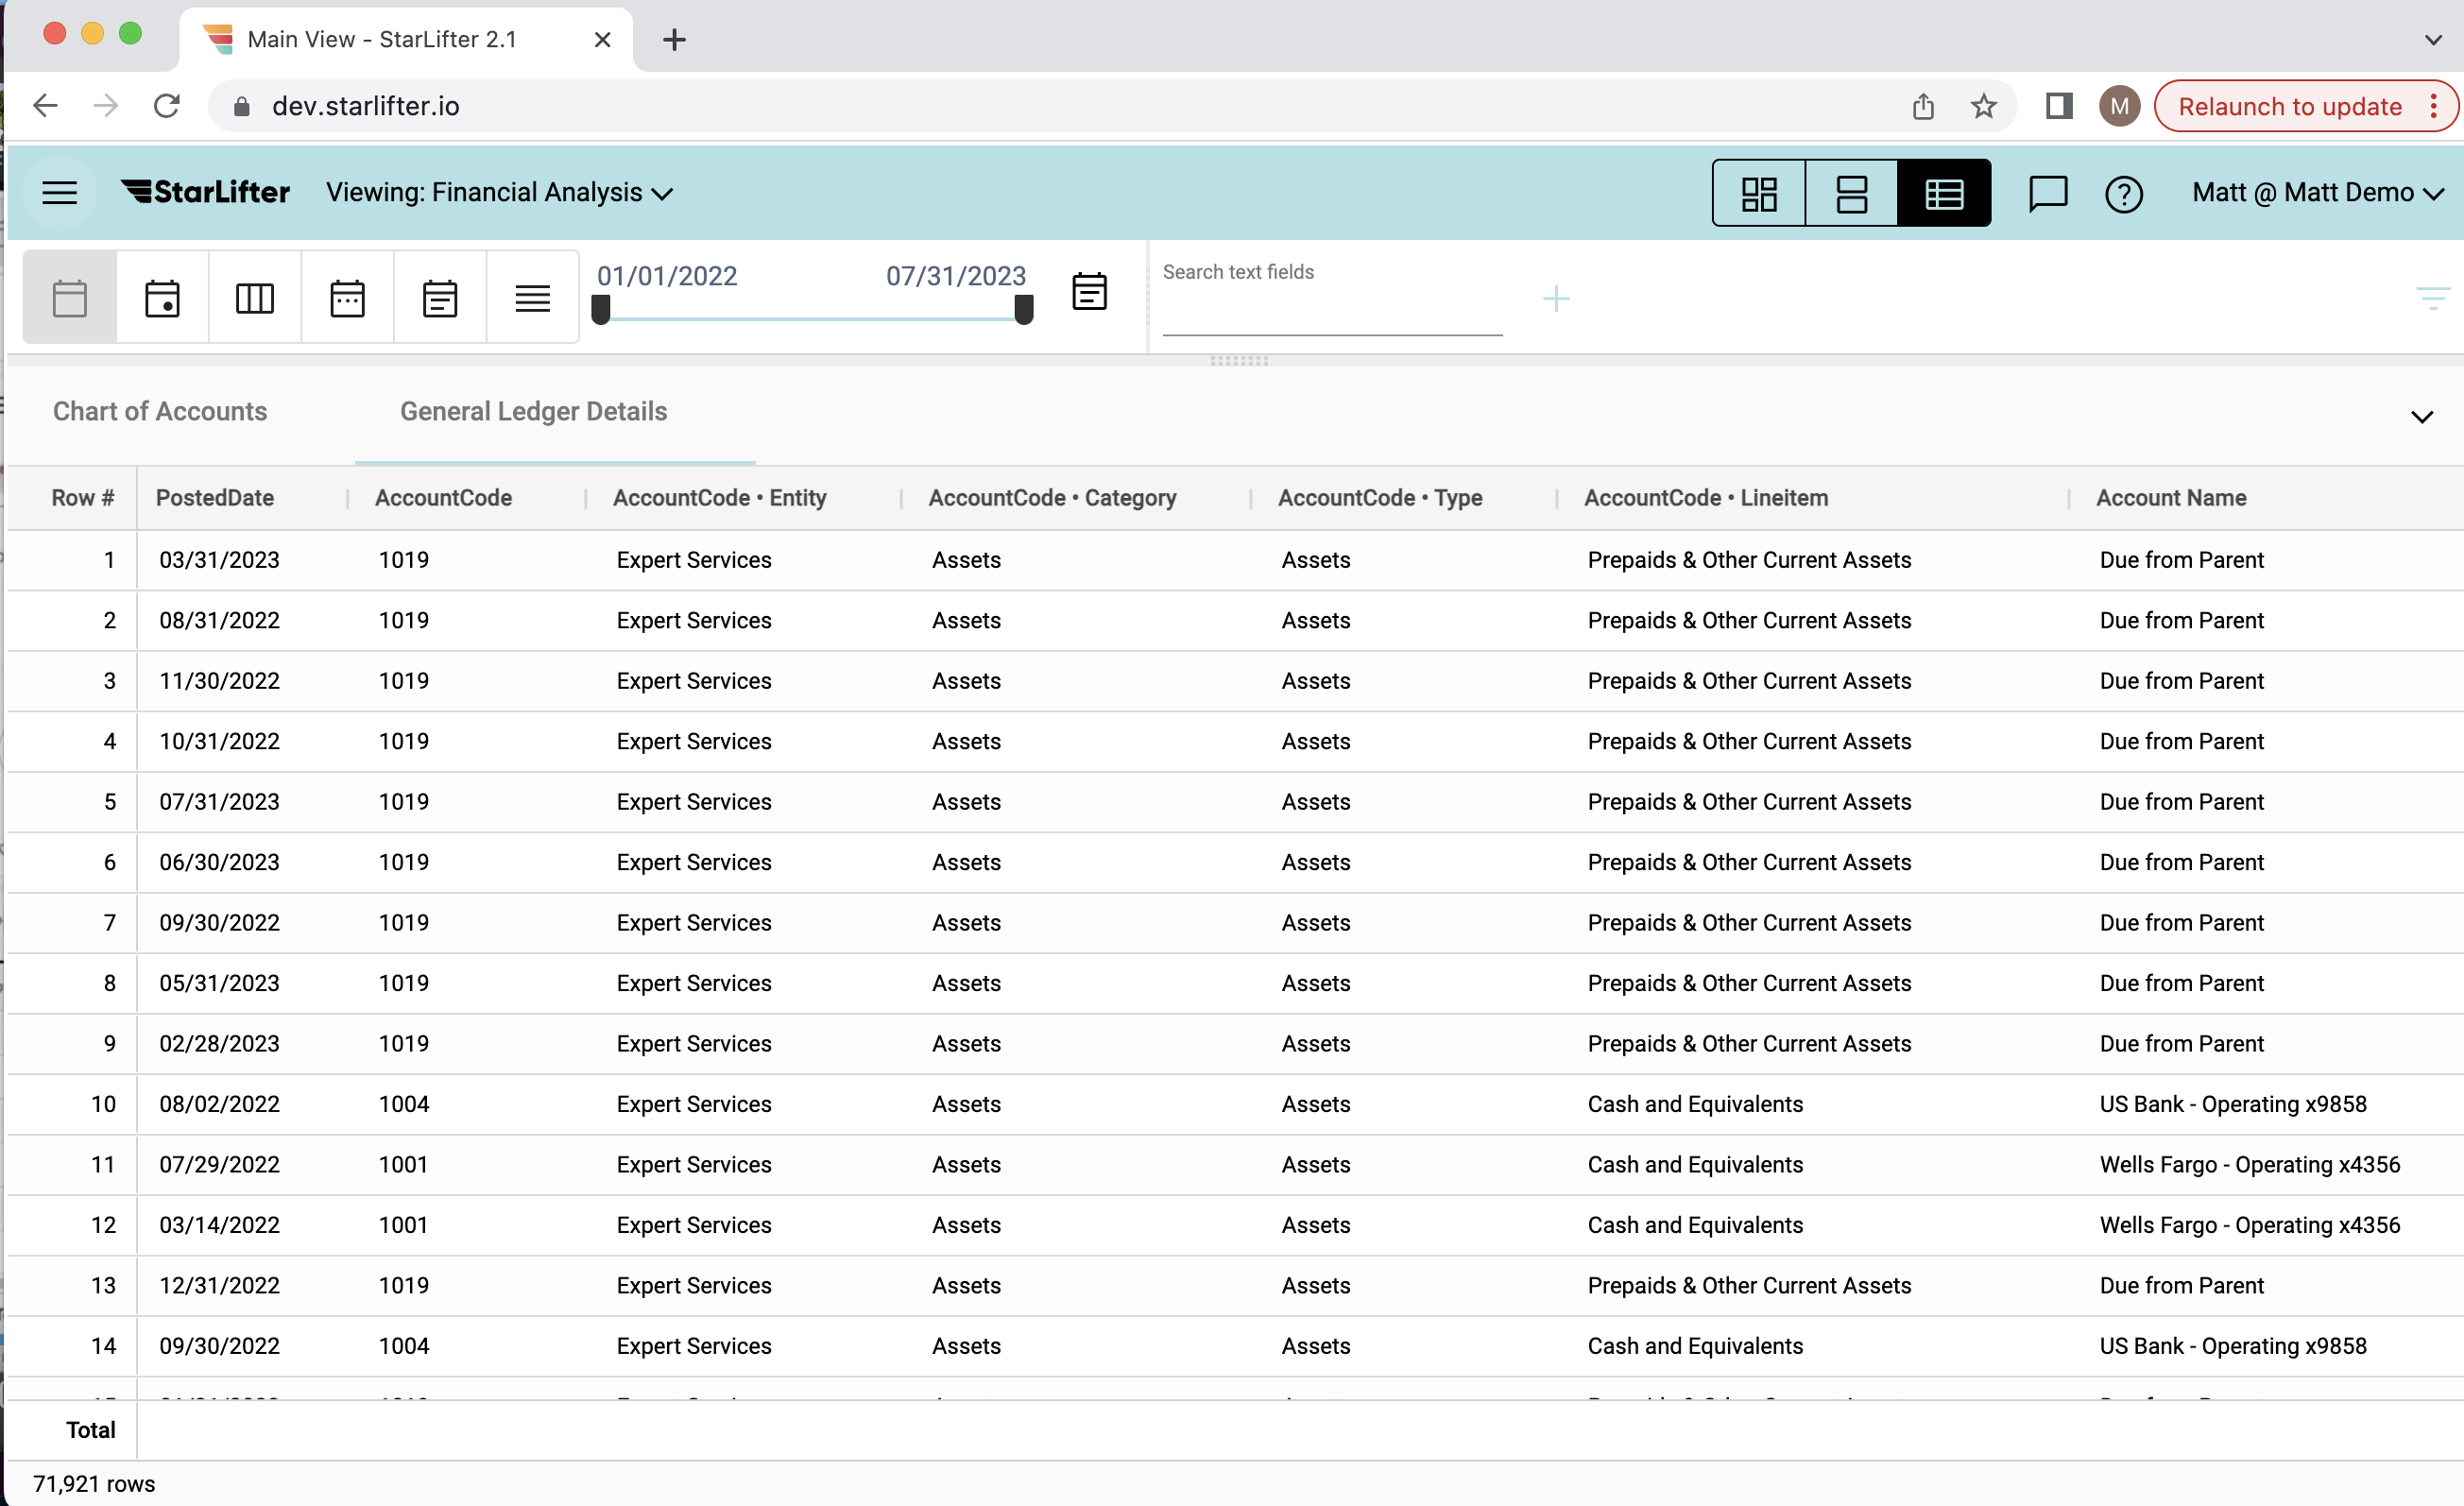 Main View - StarLifter 2.1
dev.starlifter.io
M
Relaunch to update
StarLifter
Viewing: Financial Analysis
Matt @ Matt Demo
01/01/2022 07/31/2023
Search text fields
Chart of Accounts General Ledger Details
Row # PostedDate AccountCode AccountCode • Entity AccountCode • Category AccountCode • Type AccountCode • Lineitem Account Name
1 03/31/2023 1019 Expert Services Assets Assets Prepaids & Other Current Assets Due from Parent
2 08/31/2022 1019 Expert Services Assets Assets Prepaids & Other Current Assets Due from Parent
3 11/30/2022 1019 Expert Services Assets Assets Prepaids & Other Current Assets Due from Parent
4 10/31/2022 1019 Expert Services Assets Assets Prepaids & Other Current Assets Due from Parent
5 07/31/2023 1019 Expert Services Assets Assets Prepaids & Other Current Assets Due from Parent
6 06/30/2023 1019 Expert Services Assets Assets Prepaids & Other Current Assets Due from Parent
7 09/30/2022 1019 Expert Services Assets Assets Prepaids & Other Current Assets Due from Parent
8 05/31/2023 1019 Expert Services Assets Assets Prepaids & Other Current Assets Due from Parent
9 02/28/2023 1019 Expert Services Assets Assets Prepaids & Other Current Assets Due from Parent
10 08/02/2022 1004 Expert Services Assets Assets Cash and Equivalents US Bank - Operating x9858
11 07/29/2022 1001 Expert Services Assets Assets Cash and Equivalents Wells Fargo - Operating x4356
12 03/14/2022 1001 Expert Services Assets Assets Cash and Equivalents Wells Fargo - Operating x4356
13 12/31/2022 1019 Expert Services Assets Assets Prepaids & Other Current Assets Due from Parent
14 09/30/2022 1004 Expert Services Assets Assets Cash and Equivalents US Bank - Operating x9858
Total
71,921 rows